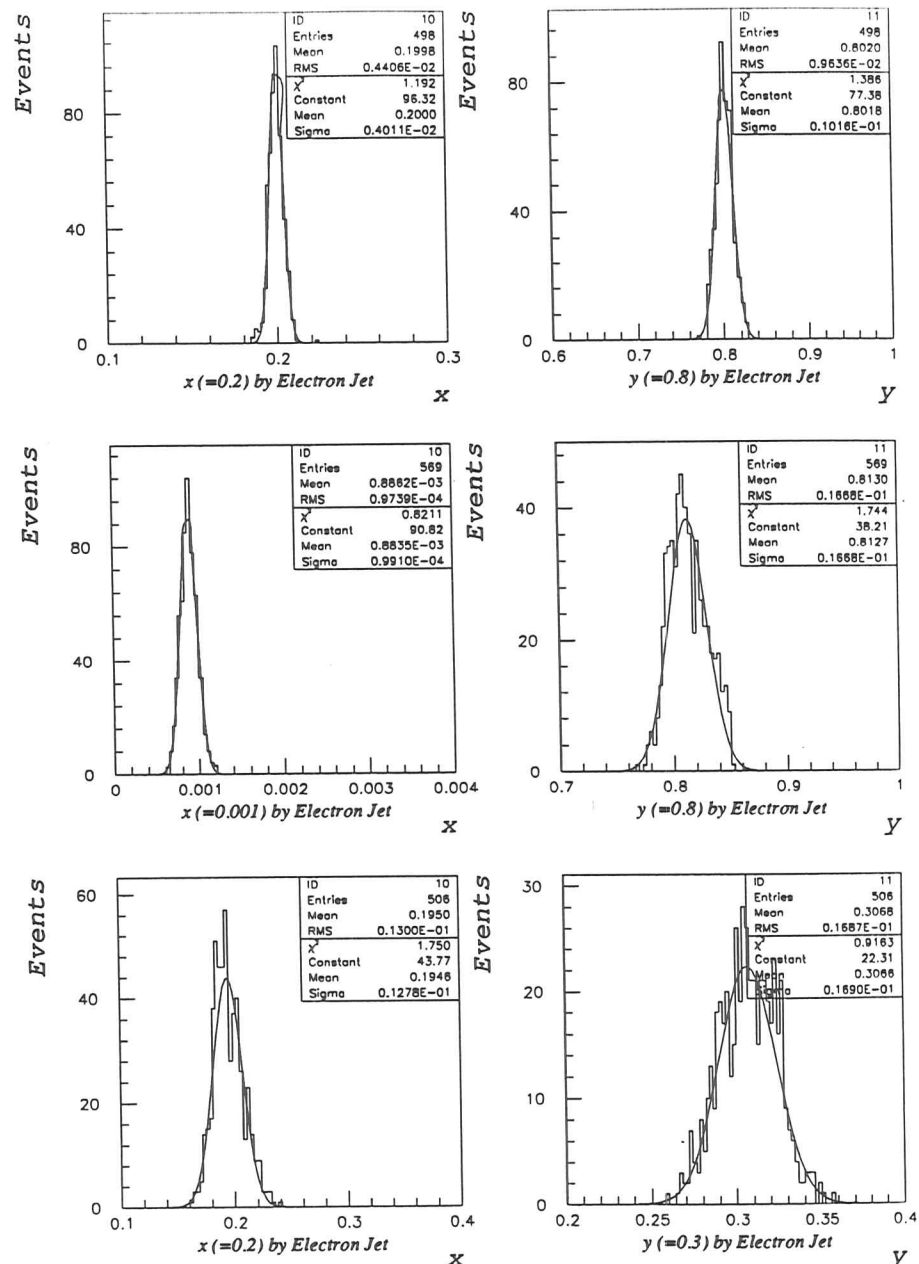 Events
ID 10
Entries 498
Mean 0.1998
RMS 0.4406E-02
χ² 1.192
Constant 96.32
Mean 0.2000
Sigma 0.4011E-02
80
40
0
0.1 0.2 0.3
x (=0.2) by Electron Jet
x
Events
ID 11
Entries 498
Mean 0.8020
RMS 0.9636E-02
χ² 1.386
Constant 77.38
Mean 0.8018
Sigma 0.1016E-01
80
40
0
0.6 0.7 0.8 0.9 1
y (=0.8) by Electron Jet
y
Events
ID 10
Entries 569
Mean 0.8862E-03
RMS 0.9739E-04
χ² 0.8211
Constant 90.82
Mean 0.8835E-03
Sigma 0.9910E-04
80
40
0
0 0.001 0.002 0.003 0.004
x (=0.001) by Electron Jet
x
Events
ID 11
Entries 569
Mean 0.8130
RMS 0.1668E-01
χ² 1.744
Constant 38.21
Mean 0.8127
Sigma 0.1668E-01
40
20
0
0.7 0.8 0.9 1
y (=0.8) by Electron Jet
y
Events
ID 10
Entries 506
Mean 0.1950
RMS 0.1300E-01
χ² 1.750
Constant 43.77
Mean 0.1946
Sigma 0.1278E-01
60
40
20
0
0.1 0.2 0.3 0.4
x (=0.2) by Electron Jet
x
Events
ID 11
Entries 506
Mean 0.3068
RMS 0.1687E-01
χ² 0.9163
Constant 22.31
Mean 0.3066
Sigma 0.1690E-01
30
20
10
0
0.2 0.25 0.3 0.35 0.4
y (=0.3) by Electron Jet
y